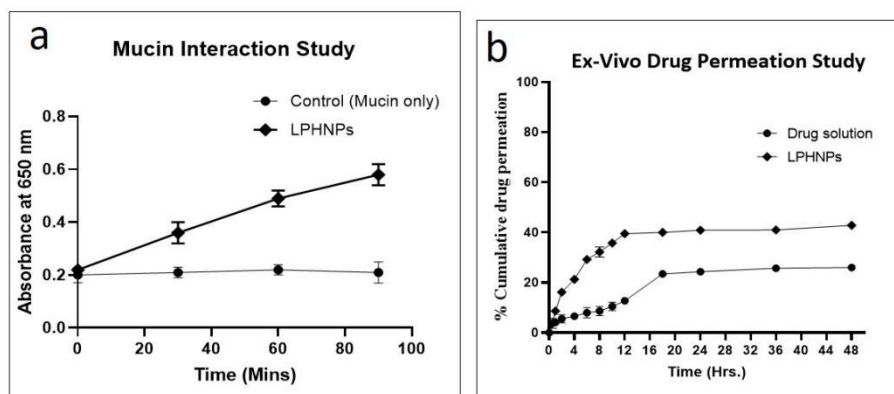 a
Mucin Interaction Study
0.8
0.6
0.4
0.2
0.0
Absorbance at 650 nm
Control (Mucin only)
LPHNPs
0 20 40 60 80 100
Time (Mins)
b
Ex-Vivo Drug Permeation Study
100
80
60
40
20
0
% Cumulative drug permeation
Drug solution
LPHNPs
0 4 8 12 16 20 24 28 32 36 40 44 48
Time (Hrs.)